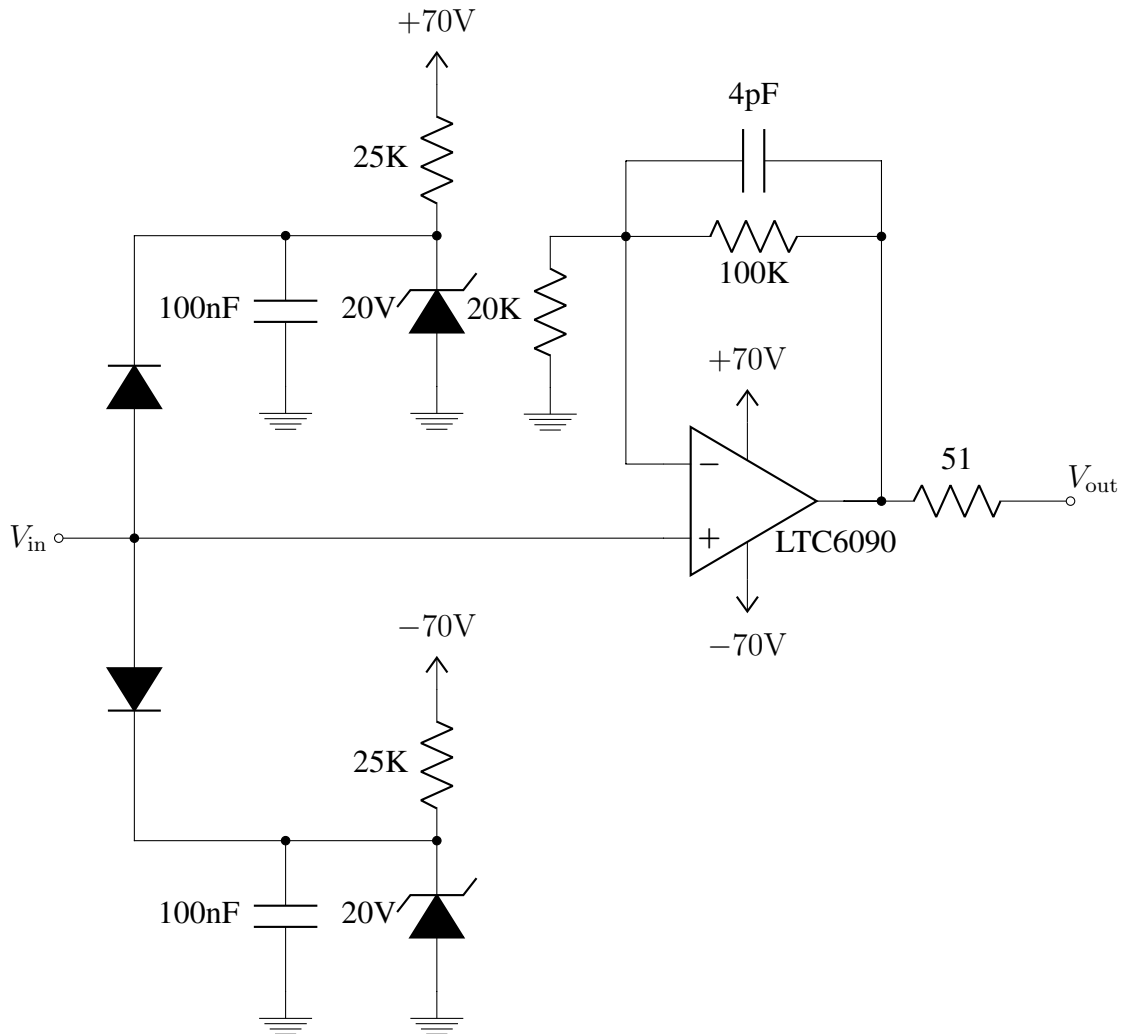 +70V
4pF
25K
100K
100nF
20V
20K
+70V
51
V_out
V_in
−
+
LTC6090
−70V
−70V
25K
100nF
20V